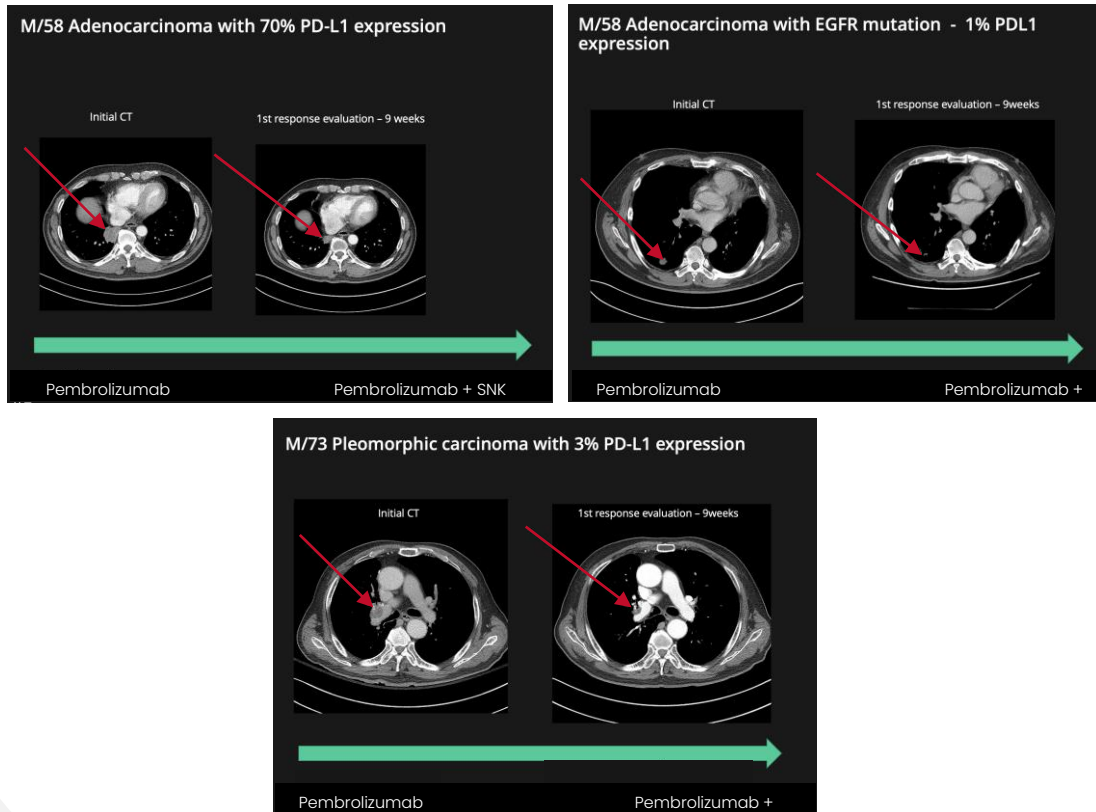 M/58 Adenocarcinoma with 70% PD-L1 expression
Initial CT
1st response evaluation – 9 weeks
Pembrolizumab
Pembrolizumab + SNK
M/58 Adenocarcinoma with EGFR mutation - 1% PDL1
expression
Initial CT
1st response evaluation – 9weeks
Pembrolizumab
Pembrolizumab +
M/73 Pleomorphic carcinoma with 3% PD-L1 expression
Initial CT
1st response evaluation – 9weeks
Pembrolizumab
Pembrolizumab +